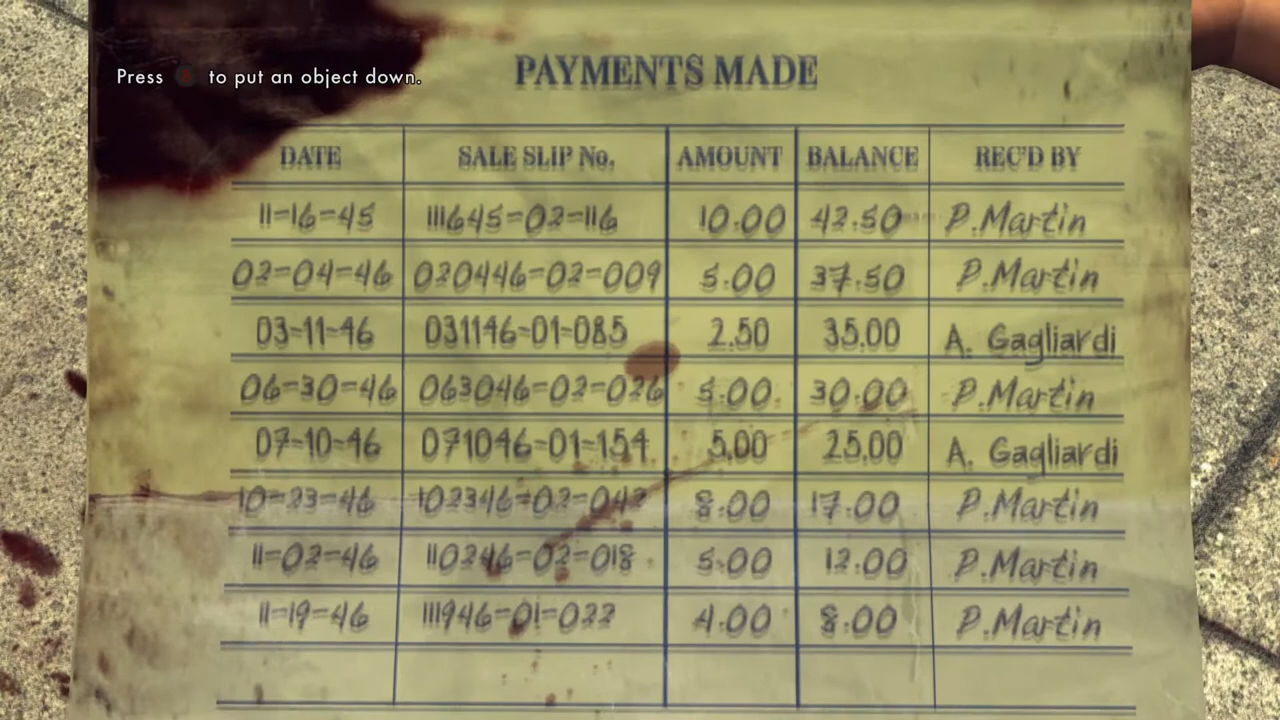 Press to put an object down.
PAYMENTS MADE
DATE SALE SLIP No. AMOUNT BALANCE REC'D BY
11-16-45 111645-02-116 10.00 42.50 P.Martin
02-04-46 020446-02-009 5.00 37.50 P.Martin
03-11-46 031146-01-085 2.50 35.00 A. Gagliardi
06-30-46 063046-02-026 5.00 30.00 P.Martin
07-10-46 071046-01-154 5.00 25.00 A. Gagliardi
10-23-46 102346-02-042 8.00 17.00 P.Martin
11-02-46 110246-02-018 5.00 12.00 P.Martin
11-19-46 111946-01-022 4.00 8.00 P.Martin